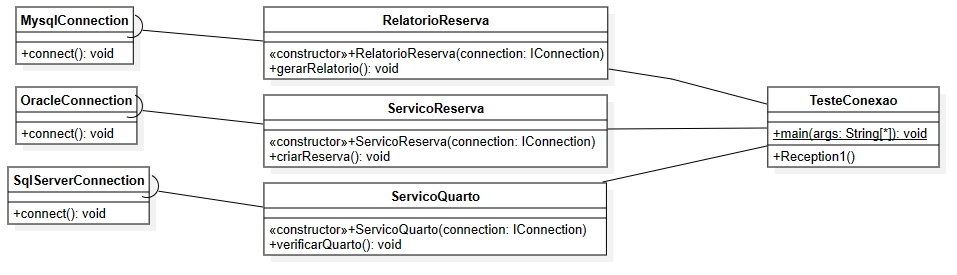 MysqlConnection
+connect(): void
RelatorioReserva
«constructor»+RelatorioReserva(connection: IConnection)
+gerarRelatorio(): void
OracleConnection
+connect(): void
ServicoReserva
«constructor»+ServicoReserva(connection: IConnection)
+criarReserva(): void
TesteConexao
+main(args: String[*]): void
+Reception1()
SqlServerConnection
+connect(): void
ServicoQuarto
«constructor»+ServicoQuarto(connection: IConnection)
+verificarQuarto(): void